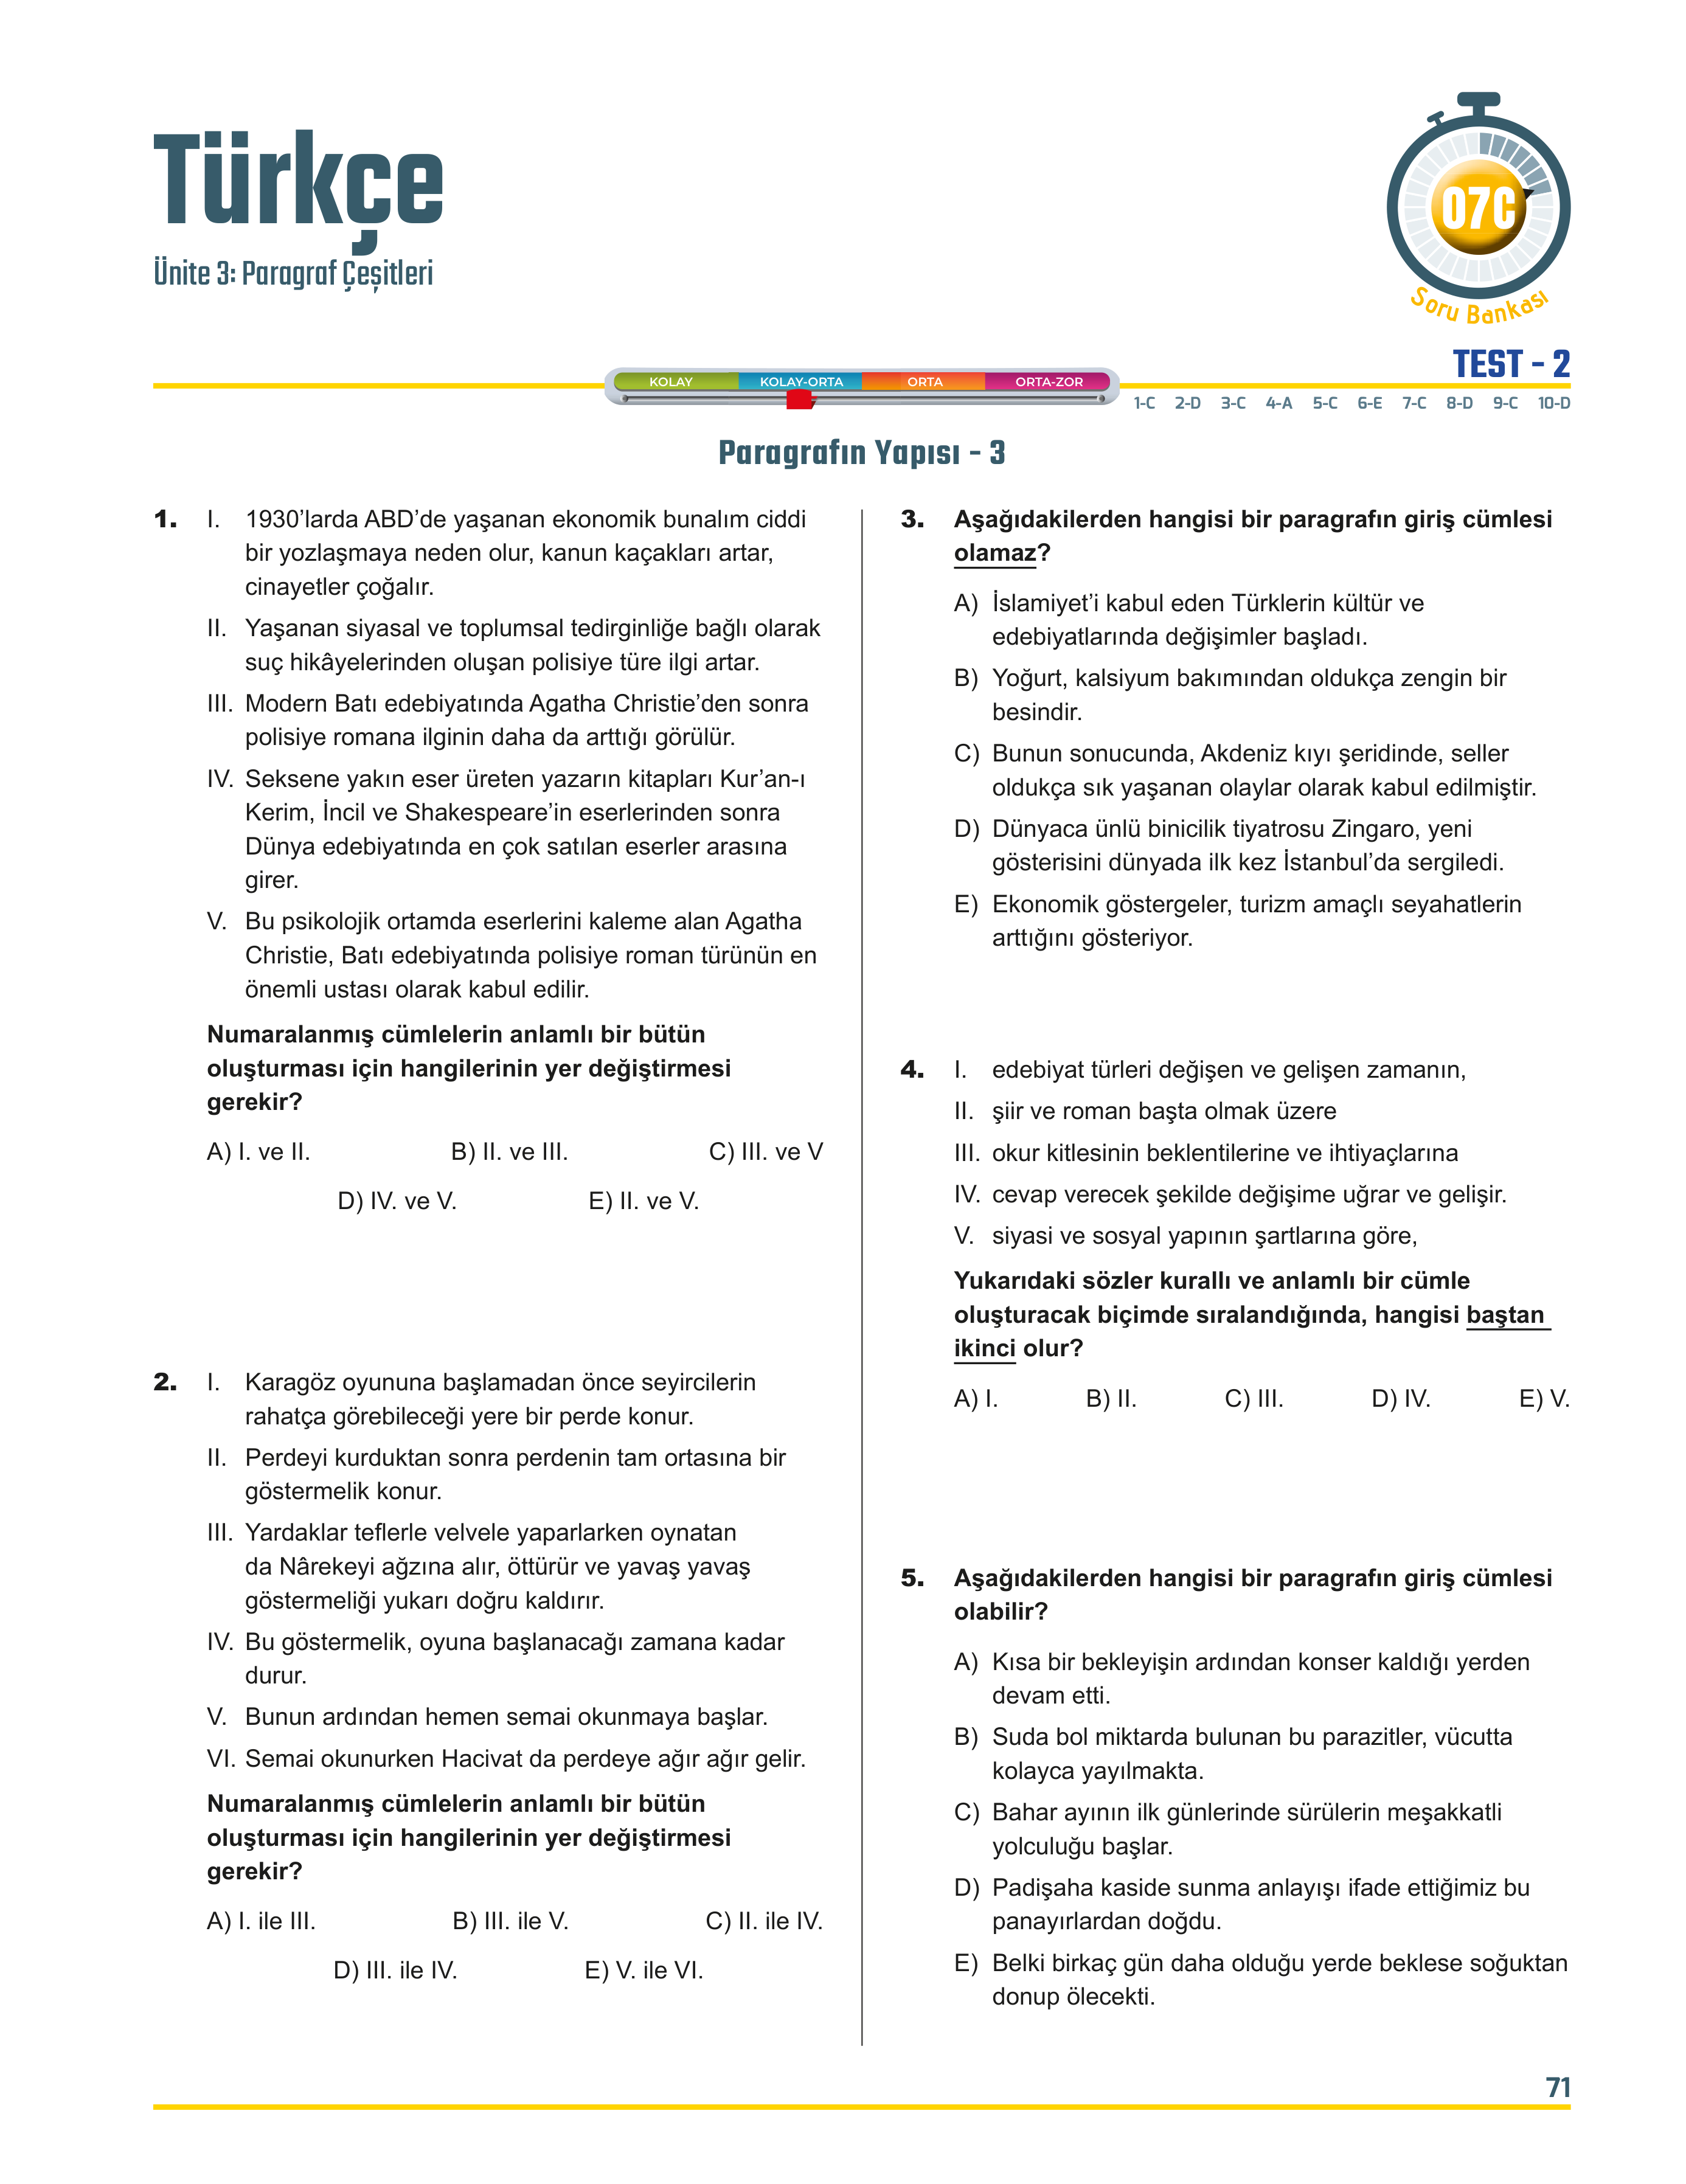 Türkçe
Ünite 3: Paragraf Çeşitleri
07C
Soru Bankası
TEST - 2
KOLAY KOLAY-ORTA ORTA ORTA-ZOR
1-C 2-D 3-C 4-A 5-C 6-E 7-C 8-D 9-C 10-D
Paragrafın Yapısı - 3
1. I. 1930’larda ABD’de yaşanan ekonomik bunalım ciddi
bir yozlaşmaya neden olur, kanun kaçakları artar,
cinayetler çoğalır.
II. Yaşanan siyasal ve toplumsal tedirginliğe bağlı olarak
suç hikâyelerinden oluşan polisiye türe ilgi artar.
III. Modern Batı edebiyatında Agatha Christie’den sonra
polisiye romana ilginin daha da arttığı görülür.
IV. Seksene yakın eser üreten yazarın kitapları Kur’an-ı
Kerim, İncil ve Shakespeare’in eserlerinden sonra
Dünya edebiyatında en çok satılan eserler arasına
girer.
V. Bu psikolojik ortamda eserlerini kaleme alan Agatha
Christie, Batı edebiyatında polisiye roman türünün en
önemli ustası olarak kabul edilir.
Numaralanmış cümlelerin anlamlı bir bütün
oluşturması için hangilerinin yer değiştirmesi
gerekir?
A) I. ve II. B) II. ve III. C) III. ve V
D) IV. ve V. E) II. ve V.
2. I. Karagöz oyununa başlamadan önce seyircilerin
rahatça görebileceği yere bir perde konur.
II. Perdeyi kurduktan sonra perdenin tam ortasına bir
göstermelik konur.
III. Yardaklar teflerle velvele yaparlarken oynatan
da Nârekeyi ağzına alır, öttürür ve yavaş yavaş
göstermeliği yukarı doğru kaldırır.
IV. Bu göstermelik, oyuna başlanacağı zamana kadar
durur.
V. Bunun ardından hemen semai okunmaya başlar.
VI. Semai okunurken Hacivat da perdeye ağır ağır gelir.
Numaralanmış cümlelerin anlamlı bir bütün
oluşturması için hangilerinin yer değiştirmesi
gerekir?
A) I. ile III. B) III. ile V. C) II. ile IV.
D) III. ile IV. E) V. ile VI.
3. Aşağıdakilerden hangisi bir paragrafın giriş cümlesi
olamaz?
A) İslamiyet’i kabul eden Türklerin kültür ve
edebiyatlarında değişimler başladı.
B) Yoğurt, kalsiyum bakımından oldukça zengin bir
besindir.
C) Bunun sonucunda, Akdeniz kıyı şeridinde, seller
oldukça sık yaşanan olaylar olarak kabul edilmiştir.
D) Dünyaca ünlü binicilik tiyatrosu Zingaro, yeni
gösterisini dünyada ilk kez İstanbul’da sergiledi.
E) Ekonomik göstergeler, turizm amaçlı seyahatlerin
arttığını gösteriyor.
4. I. edebiyat türleri değişen ve gelişen zamanın,
II. şiir ve roman başta olmak üzere
III. okur kitlesinin beklentilerine ve ihtiyaçlarına
IV. cevap verecek şekilde değişime uğrar ve gelişir.
V. siyasi ve sosyal yapının şartlarına göre,
Yukarıdaki sözler kurallı ve anlamlı bir cümle
oluşturacak biçimde sıralandığında, hangisi baştan
ikinci olur?
A) I. B) II. C) III. D) IV. E) V.
5. Aşağıdakilerden hangisi bir paragrafın giriş cümlesi
olabilir?
A) Kısa bir bekleyişin ardından konser kaldığı yerden
devam etti.
B) Suda bol miktarda bulunan bu parazitler, vücutta
kolayca yayılmakta.
C) Bahar ayının ilk günlerinde sürülerin meşakkatli
yolculuğu başlar.
D) Padişaha kaside sunma anlayışı ifade ettiğimiz bu
panayırlardan doğdu.
E) Belki birkaç gün daha olduğu yerde beklese soğuktan
donup ölecekti.
71